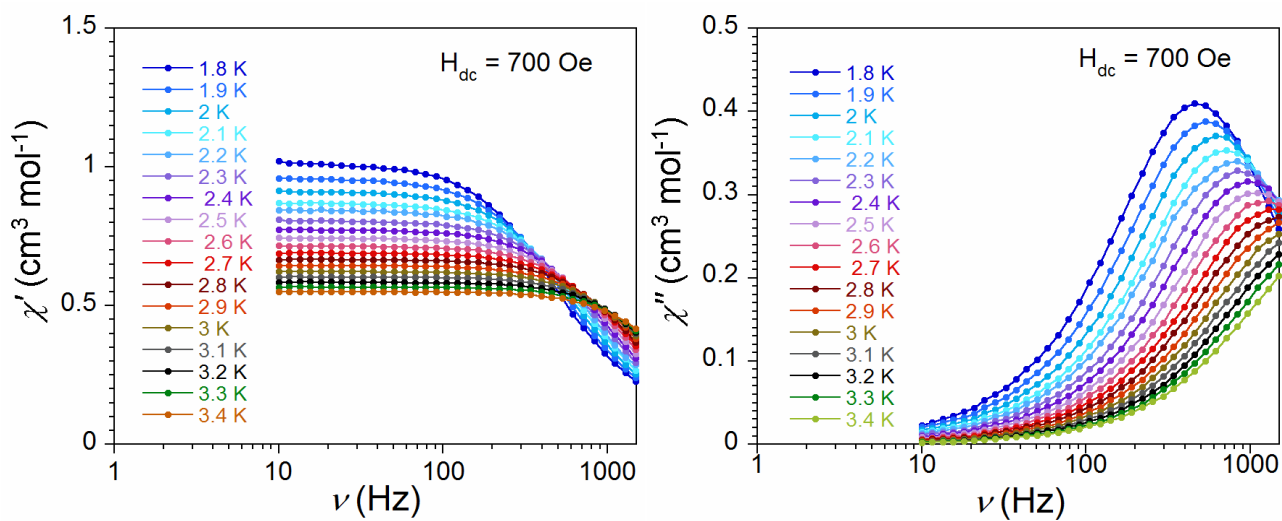 1.5
1
0.5
0
χ′ (cm³ mol⁻¹)
H_dc = 700 Oe
1.8 K
1.9 K
2 K
2.1 K
2.2 K
2.3 K
2.4 K
2.5 K
2.6 K
2.7 K
2.8 K
2.9 K
3 K
3.1 K
3.2 K
3.3 K
3.4 K
1 10 100 1000
ν (Hz)
0.5
0.4
0.3
0.2
0.1
0
χ′′ (cm³ mol⁻¹)
H_dc = 700 Oe
1.8 K
1.9 K
2 K
2.1 K
2.2 K
2.3 K
2.4 K
2.5 K
2.6 K
2.7 K
2.8 K
2.9 K
3 K
3.1 K
3.2 K
3.3 K
3.4 K
1 10 100 1000
ν (Hz)